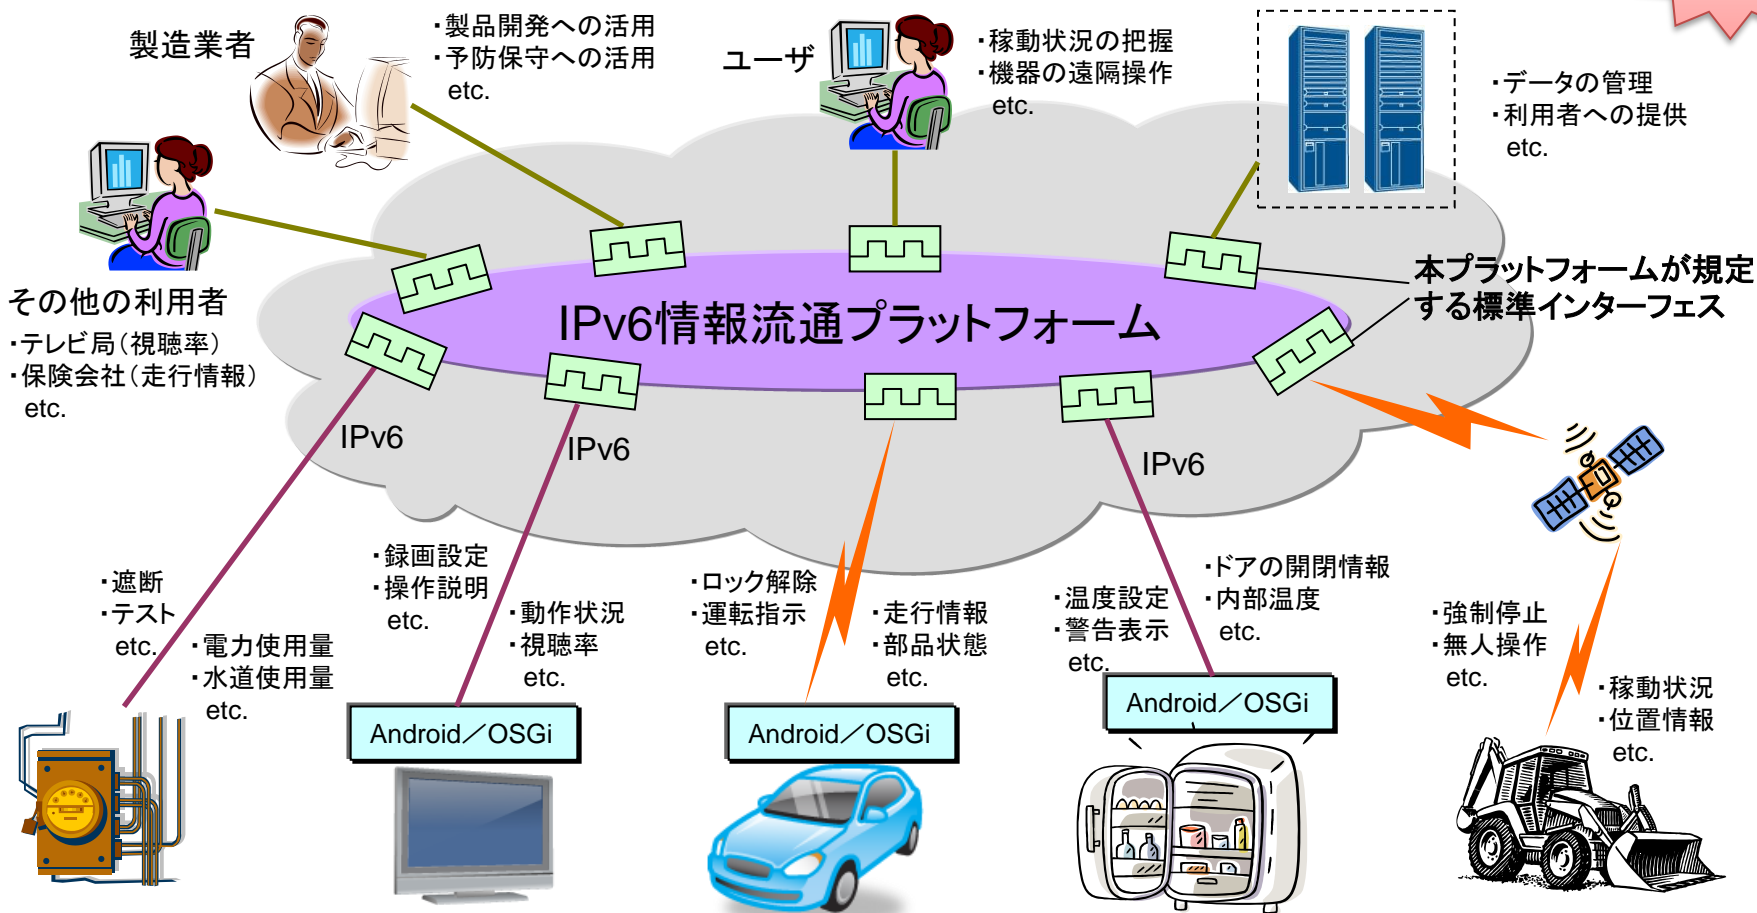 製造業者
・製品開発への活用
・予防保守への活用
etc.
ユーザ
・稼動状況の把握
・機器の遠隔操作
etc.
・データの管理
・利用者への提供
etc.
その他の利用者
・テレビ局（視聴率）
・保険会社（走行情報）
etc.
IPv6情報流通プラットフォーム
本プラットフォームが規定
する標準インターフェス
IPv6
IPv6
IPv6
・遮断
・テスト
etc.
・電力使用量
・水道使用量
etc.
・録画設定
・操作説明
etc.
・動作状況
・視聴率
etc.
・ロック解除
・運転指示
etc.
・走行情報
・部品状態
etc.
・温度設定
・警告表示
etc.
・ドアの開閉情報
・内部温度
etc.
・強制停止
・無人操作
etc.
・稼動状況
・位置情報
etc.
Android／OSGi
Android／OSGi
Android／OSGi